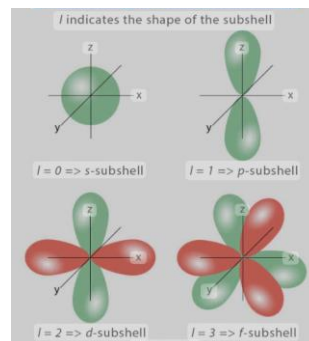 l indicates the shape of the subshell
z
x
y
l = 0 => s-subshell
z
x
y
l = 1 => p-subshell
z
x
y
l = 2 => d-subshell
z
x
y
l = 3 => f-subshell